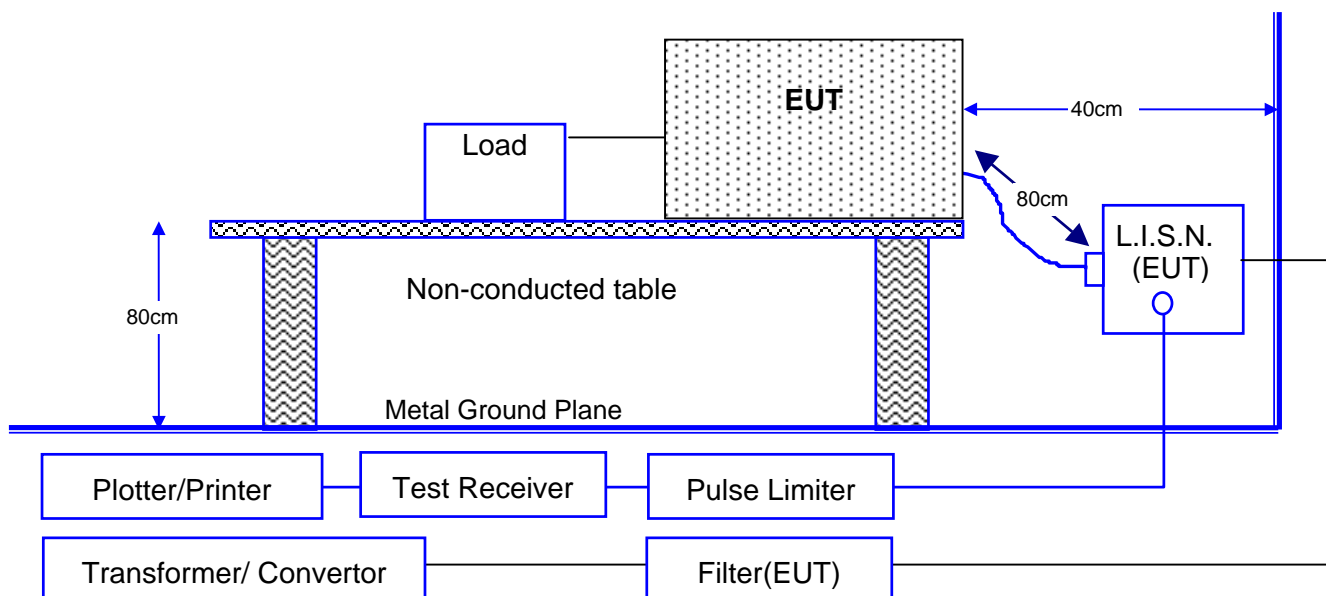 EUT
40cm
Load
80cm
L.I.S.N.
(EUT)
Non-conducted table
80cm
Metal Ground Plane
Plotter/Printer
Test Receiver
Pulse Limiter
Transformer/ Convertor
Filter(EUT)